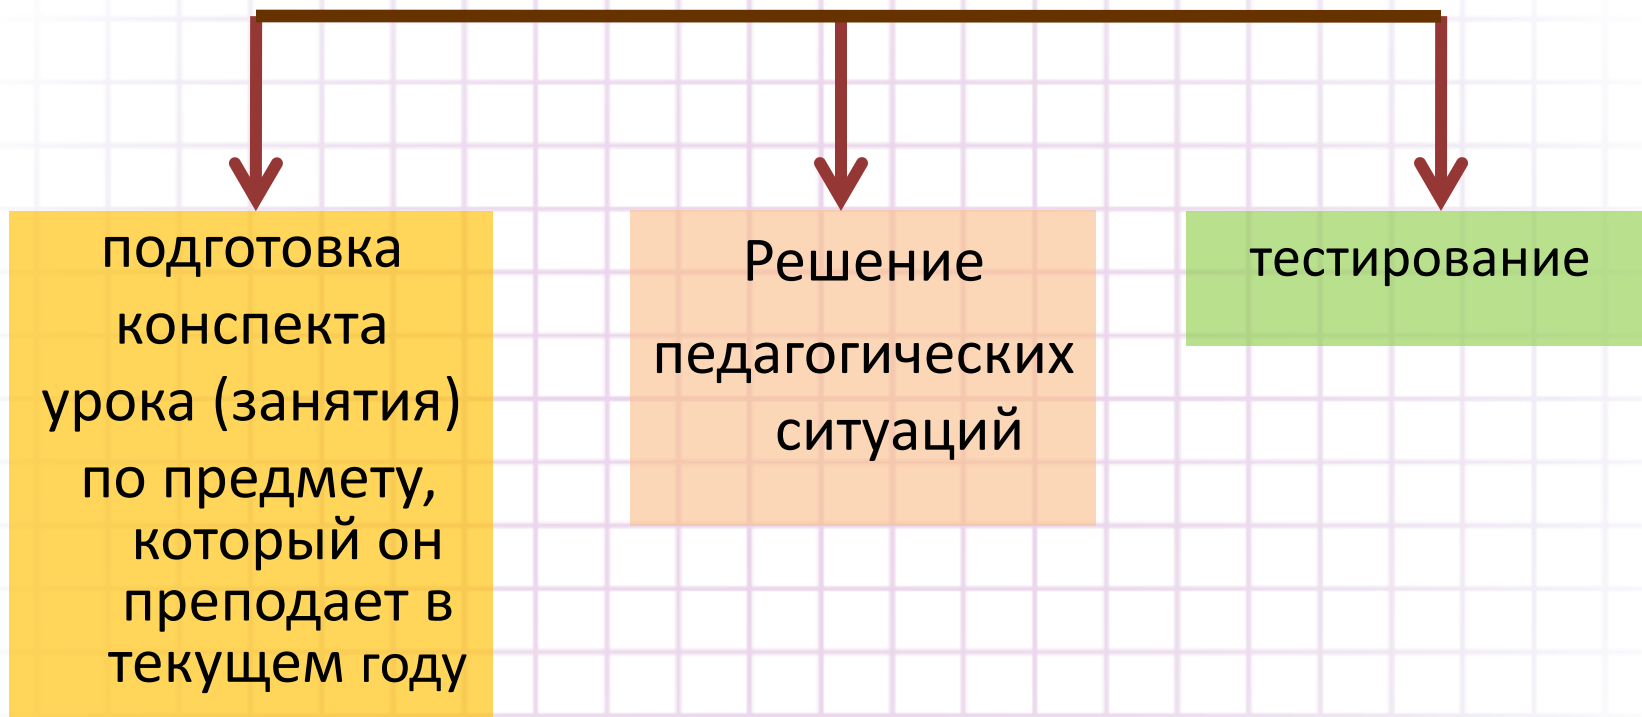 подготовка
конспекта
урока (занятия)
по предмету,
который он
преподает в
текущем году
Решение
педагогических
ситуаций
тестирование